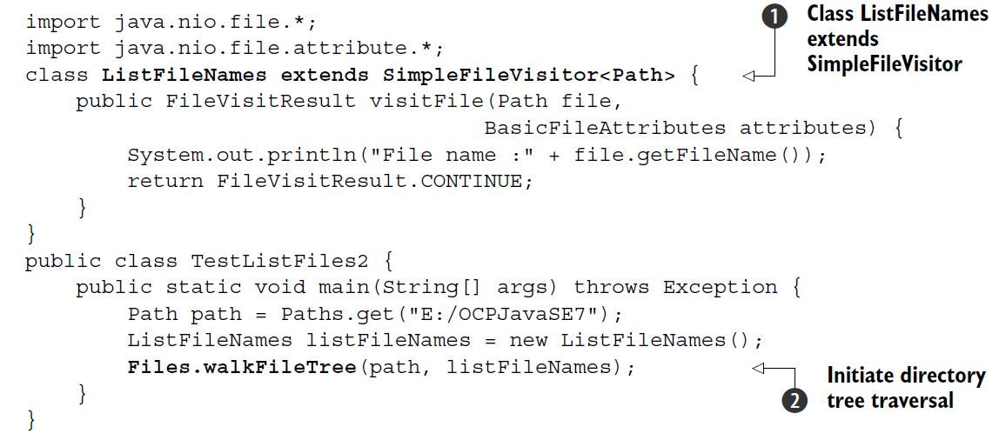 import java.nio.file.*;
import java.nio.file.attribute.*;
class ListFileNames extends SimpleFileVisitor<Path> {
    public FileVisitResult visitFile(Path file,
                                    BasicFileAttributes attributes) {
        System.out.println("File name :" + file.getFileName());
        return FileVisitResult.CONTINUE;
    }
}
public class TestListFiles2 {
    public static void main(String[] args) throws Exception {
        Path path = Paths.get("E:/OCPJavaSE7");
        ListFileNames listFileNames = new ListFileNames();
        Files.walkFileTree(path, listFileNames);
    }
}
1 Class ListFileNames
extends
SimpleFileVisitor
Initiate directory
2 tree traversal